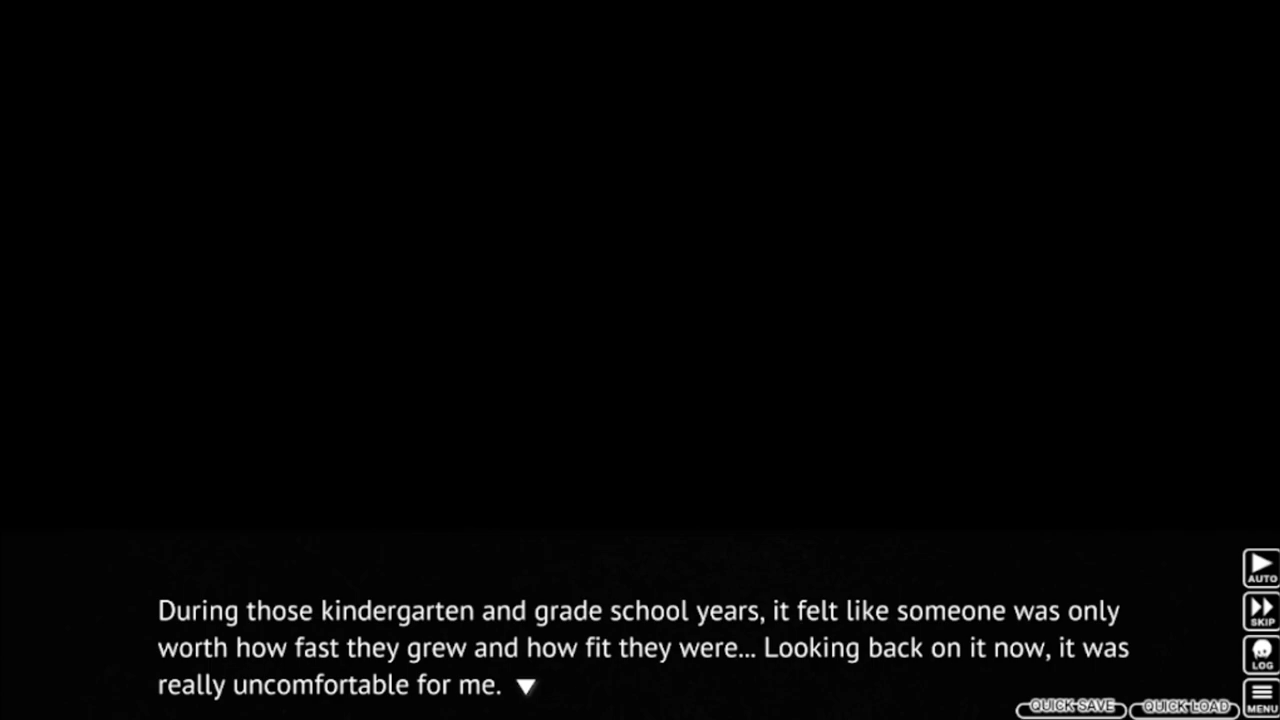 During those kindergarten and grade school years, it felt like someone was only
worth how fast they grew and how fit they were... Looking back on it now, it was
really uncomfortable for me.
AUTO
SKIP
LOG
MENU
QUICK SAVE
QUICK LOAD